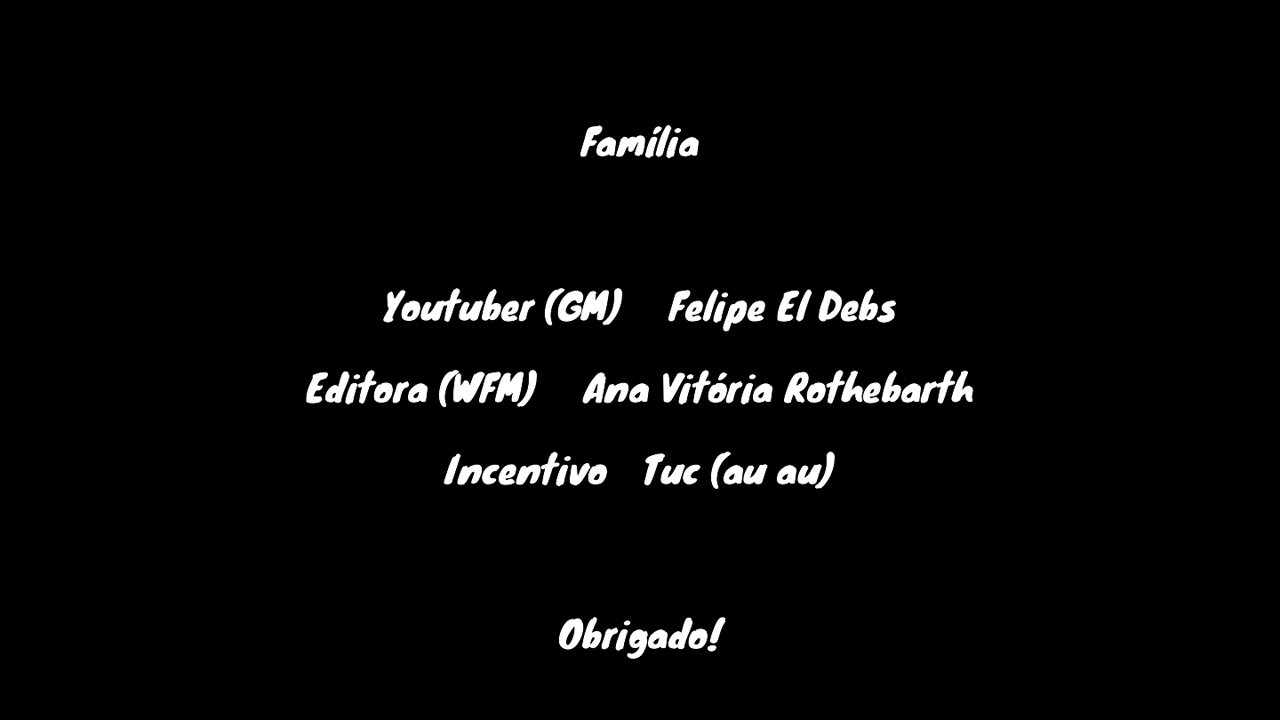 Família
Youtuber (GM) Felipe El Debs
Editora (WFM) Ana Vitória Rothebarth
Incentivo Tuc (au au)
Obrigado!